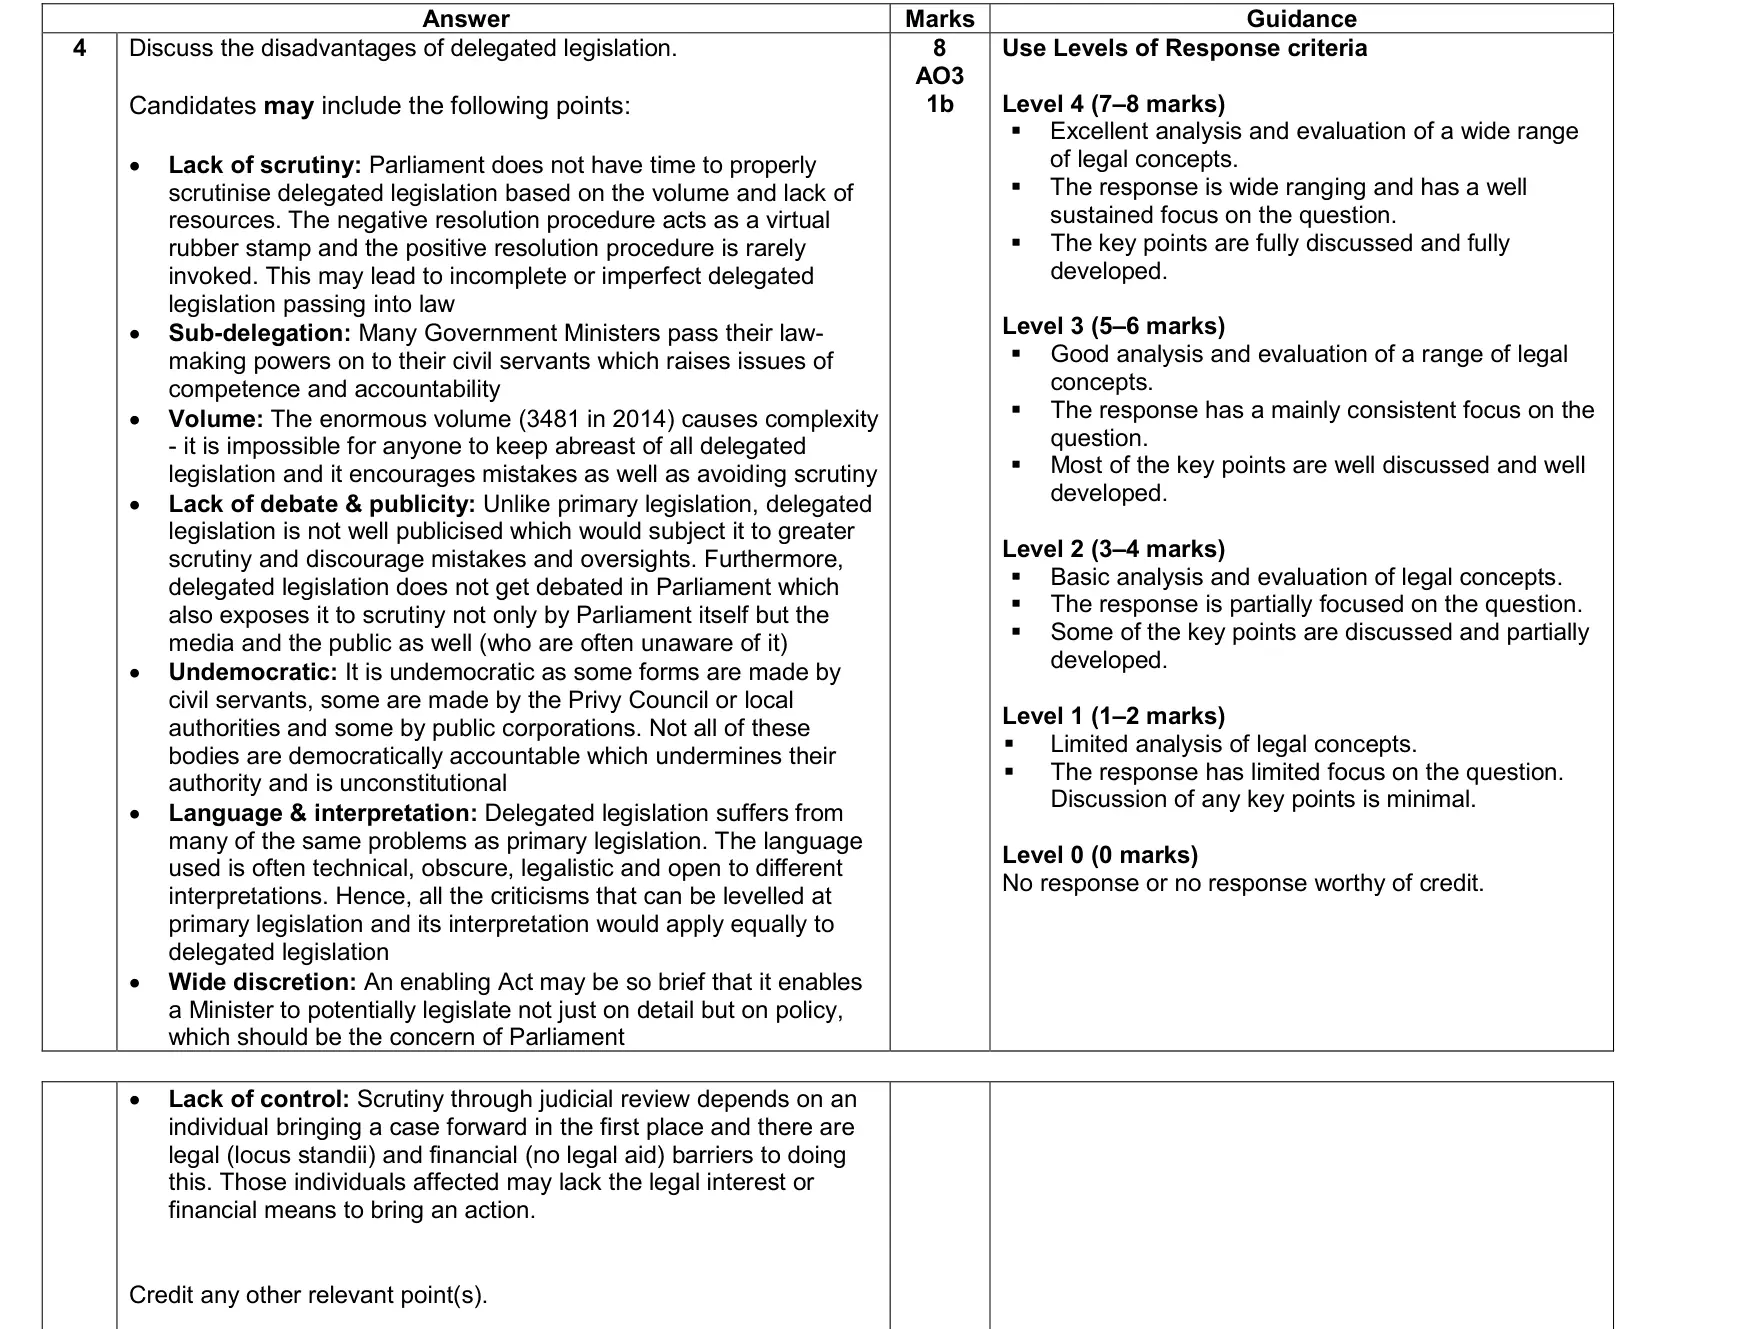 Answer Marks Guidance
4 Discuss the disadvantages of delegated legislation.
Candidates may include the following points:
• Lack of scrutiny: Parliament does not have time to properly
scrutinise delegated legislation based on the volume and lack of
resources. The negative resolution procedure acts as a virtual
rubber stamp and the positive resolution procedure is rarely
invoked. This may lead to incomplete or imperfect delegated
legislation passing into law
• Sub-delegation: Many Government Ministers pass their law-
making powers on to their civil servants which raises issues of
competence and accountability
• Volume: The enormous volume (3481 in 2014) causes complexity
- it is impossible for anyone to keep abreast of all delegated
legislation and it encourages mistakes as well as avoiding scrutiny
• Lack of debate & publicity: Unlike primary legislation, delegated
legislation is not well publicised which would subject it to greater
scrutiny and discourage mistakes and oversights. Furthermore,
delegated legislation does not get debated in Parliament which
also exposes it to scrutiny not only by Parliament itself but the
media and the public as well (who are often unaware of it)
• Undemocratic: It is undemocratic as some forms are made by
civil servants, some are made by the Privy Council or local
authorities and some by public corporations. Not all of these
bodies are democratically accountable which undermines their
authority and is unconstitutional
• Language & interpretation: Delegated legislation suffers from
many of the same problems as primary legislation. The language
used is often technical, obscure, legalistic and open to different
interpretations. Hence, all the criticisms that can be levelled at
primary legislation and its interpretation would apply equally to
delegated legislation
• Wide discretion: An enabling Act may be so brief that it enables
a Minister to potentially legislate not just on detail but on policy,
which should be the concern of Parliament
8
AO3
1b
Use Levels of Response criteria
Level 4 (7–8 marks)
▪ Excellent analysis and evaluation of a wide range
of legal concepts.
▪ The response is wide ranging and has a well
sustained focus on the question.
▪ The key points are fully discussed and fully
developed.
Level 3 (5–6 marks)
▪ Good analysis and evaluation of a range of legal
concepts.
▪ The response has a mainly consistent focus on the
question.
▪ Most of the key points are well discussed and well
developed.
Level 2 (3–4 marks)
▪ Basic analysis and evaluation of legal concepts.
▪ The response is partially focused on the question.
▪ Some of the key points are discussed and partially
developed.
Level 1 (1–2 marks)
▪ Limited analysis of legal concepts.
▪ The response has limited focus on the question.
Discussion of any key points is minimal.
Level 0 (0 marks)
No response or no response worthy of credit.
• Lack of control: Scrutiny through judicial review depends on an
individual bringing a case forward in the first place and there are
legal (locus standii) and financial (no legal aid) barriers to doing
this. Those individuals affected may lack the legal interest or
financial means to bring an action.
Credit any other relevant point(s).